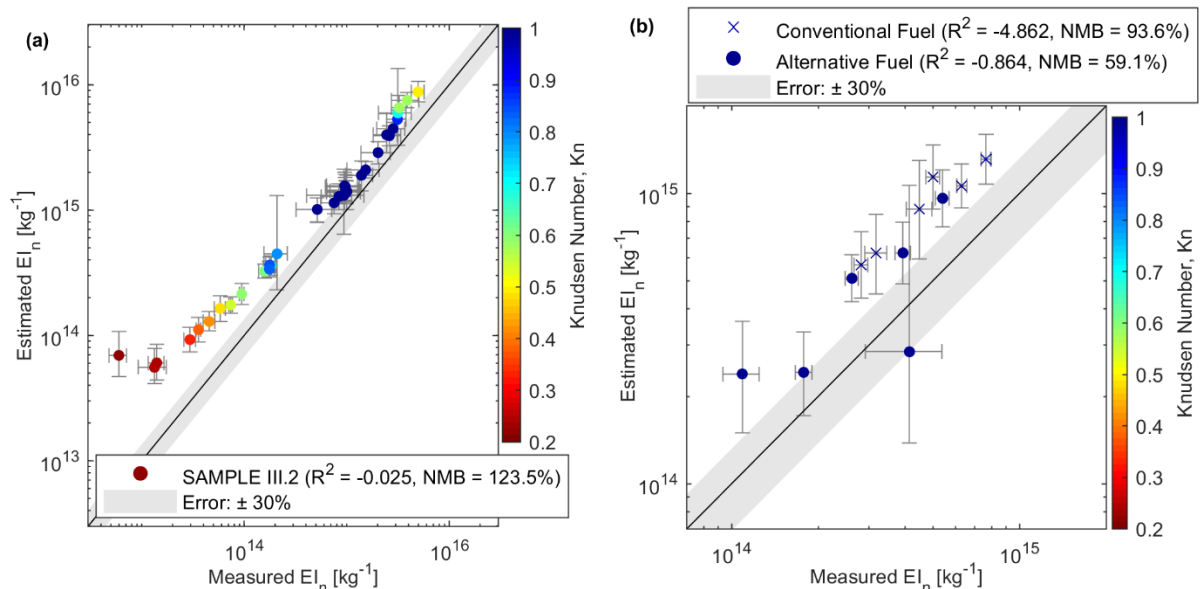 (a)
10^16
10^15
10^14
10^13
Estimated EI_n [kg^-1]
SAMPLE III.2 (R^2 = -0.025, NMB = 123.5%)
Error: ± 30%
10^14
10^16
Measured EI_n [kg^-1]
1
0.9
0.8
0.7
0.6
0.5
0.4
0.3
0.2
Knudsen Number, Kn
(b)
Conventional Fuel (R^2 = -4.862, NMB = 93.6%)
Alternative Fuel (R^2 = -0.864, NMB = 59.1%)
Error: ± 30%
10^15
10^14
Estimated EI_n [kg^-1]
10^14
10^15
Measured EI_n [kg^-1]
1
0.9
0.8
0.7
0.6
0.5
0.4
0.3
0.2
Knudsen Number, Kn